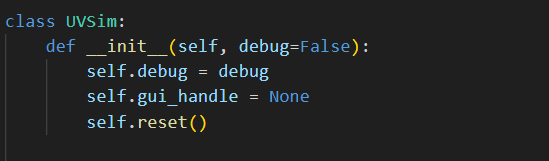 class UVSim:
    def __init__(self, debug=False):
        self.debug = debug
        self.gui_handle = None
        self.reset()